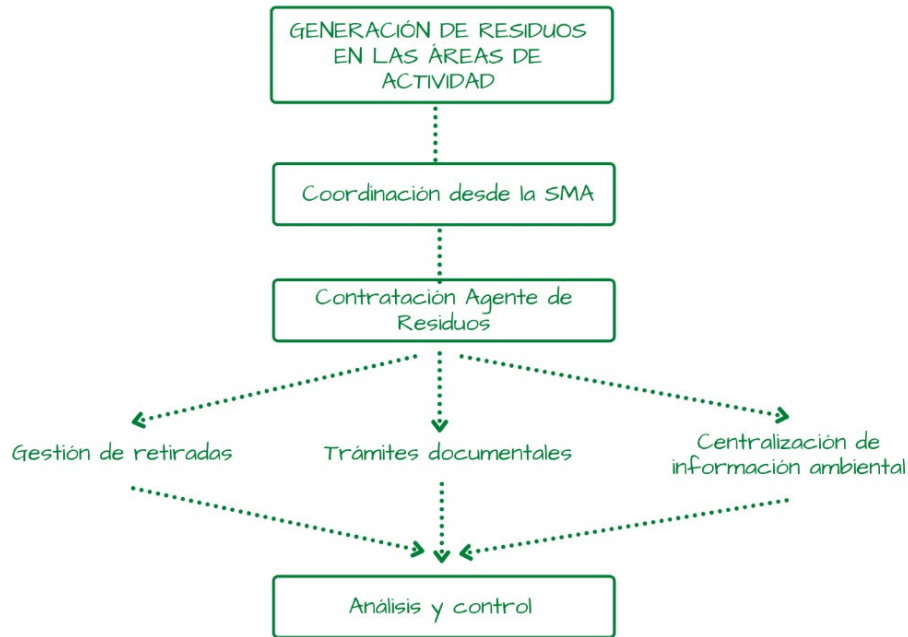 GENERACIÓN DE RESIDUOS
EN LAS ÁREAS DE
ACTIVIDAD
Coordinación desde la SMA
Contratación Agente de
Residuos
Gestión de retiradas
Trámites documentales
Centralización de
información ambiental
Análisis y control